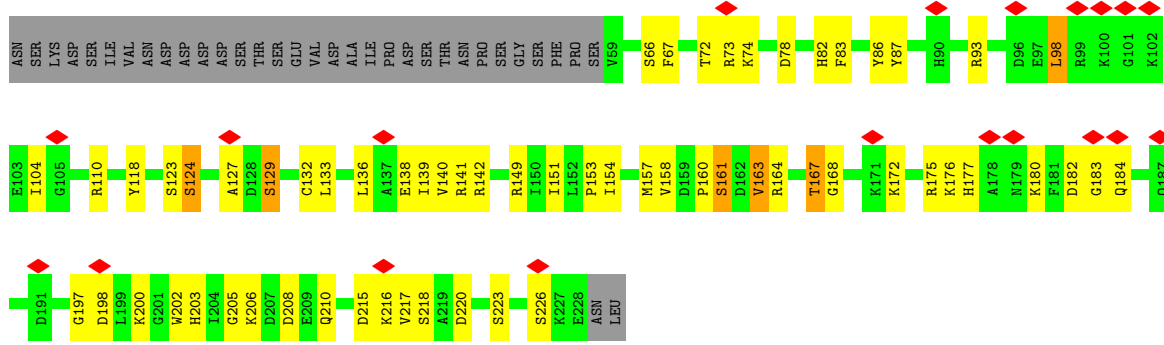 ASN SER LYS ASP SER ILE VAL ASN ASP ASP ASP ASP ASP SER THR SER GLU VAL ASP ALA ILE PRO ASP SER THR ASN PRO SER GLY SER PHE PRO SER V59 S66 F67 T72 R73 K74 D78 H82 F83 Y86 Y87 H90 R93 D96 E97 L98 R99 K100 G101 K102
E103 I104 G105 R110 Y118 S123 S124 A127 D128 S129 C132 L133 L136 A137 E138 I139 V140 R141 R142 R149 I150 I151 L152 P153 I154 M157 V158 D159 P160 S161 D162 V163 R164 T167 G168 K171 K172 R175 K176 H177 A178 N179 K180 F181 D182 G183 Q184 D187
D191 G197 D198 L199 K200 G201 W202 H203 I204 G205 K206 D207 D208 E209 Q210 D215 K216 V217 S218 A219 D220 S223 S226 K227 E228 ASN LEU